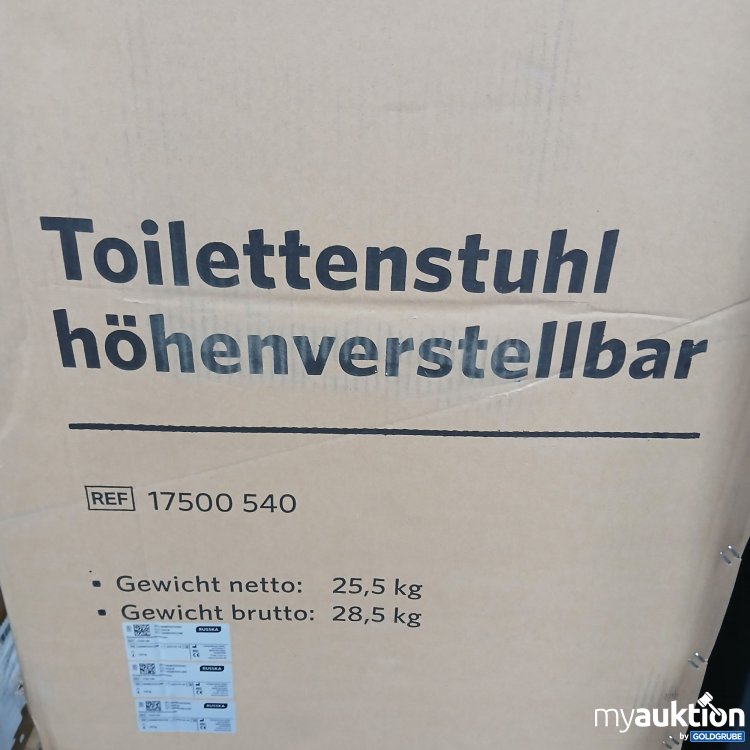 Toilettenstuhl
höhenverstellbar
REF 17500 540
• Gewicht netto: 25,5 kg
• Gewicht brutto: 28,5 kg
RUSSKA
RUSSKA
RUSSKA
myauktion
by GOLDGRUBE